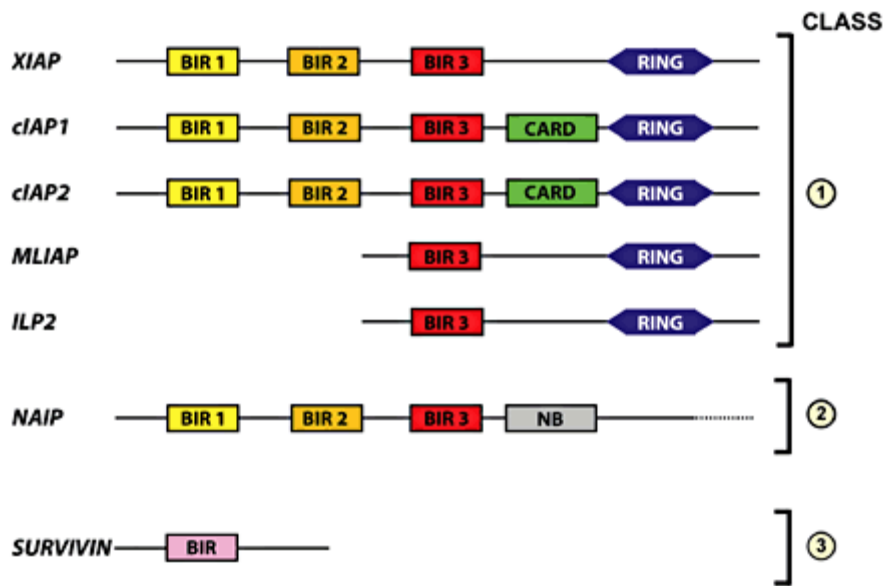 CLASS
XIAP BIR 1 BIR 2 BIR 3 RING
cIAP1 BIR 1 BIR 2 BIR 3 CARD RING
cIAP2 BIR 1 BIR 2 BIR 3 CARD RING
1
MLIAP BIR 3 RING
ILP2 BIR 3 RING
NAIP BIR 1 BIR 2 BIR 3 NB
2
SURVIVIN BIR
3